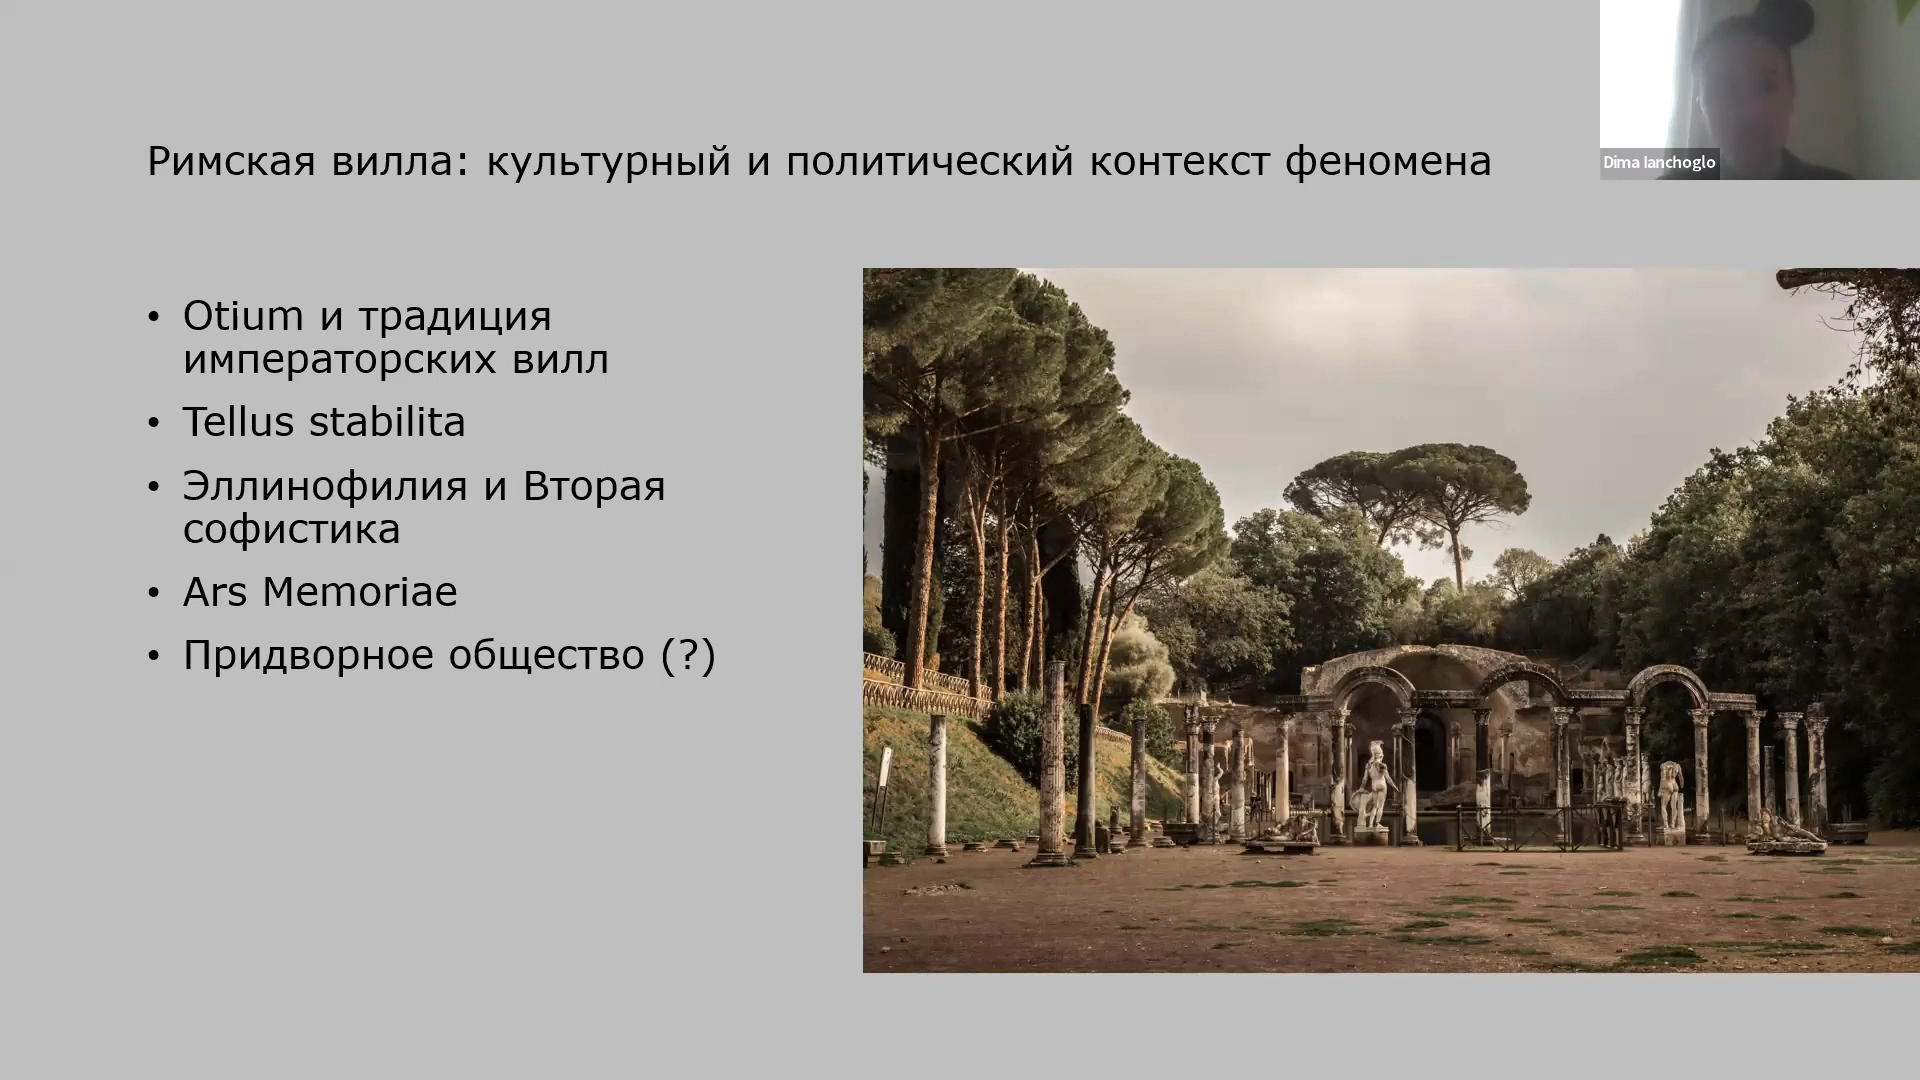 Римская вилла: культурный и политический контекст феномена
Dima Ianchoglo
• Otium и традиция
императорских вилл
• Tellus stabilita
• Эллинофилия и Вторая
софистика
• Ars Memoriae
• Придворное общество (?)